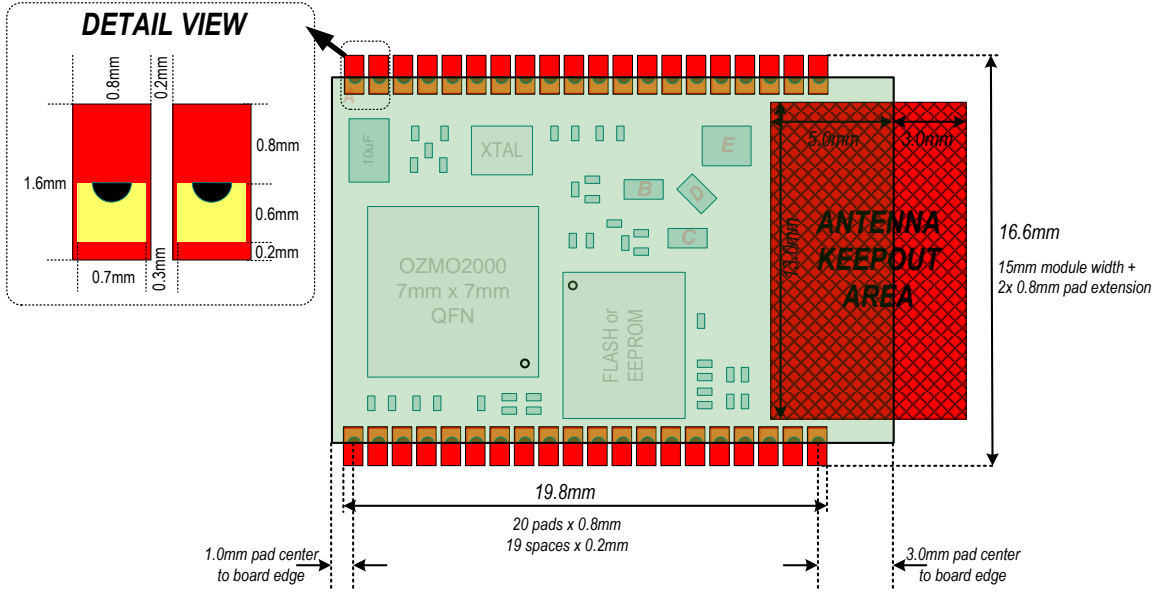 DETAIL VIEW
0.8mm
0.2mm
0.8mm
1.6mm
0.6mm
0.2mm
0.7mm
0.3mm
A
10uF
XTAL
E
B
D
C
5.0mm
3.0mm
13.0mm
ANTENNA
KEEPOUT
AREA
OZMO2000
7mm x 7mm
QFN
FLASH or
EEPROM
16.6mm
15mm module width +
2x 0.8mm pad extension
19.8mm
20 pads x 0.8mm
19 spaces x 0.2mm
1.0mm pad center
to board edge
3.0mm pad center
to board edge